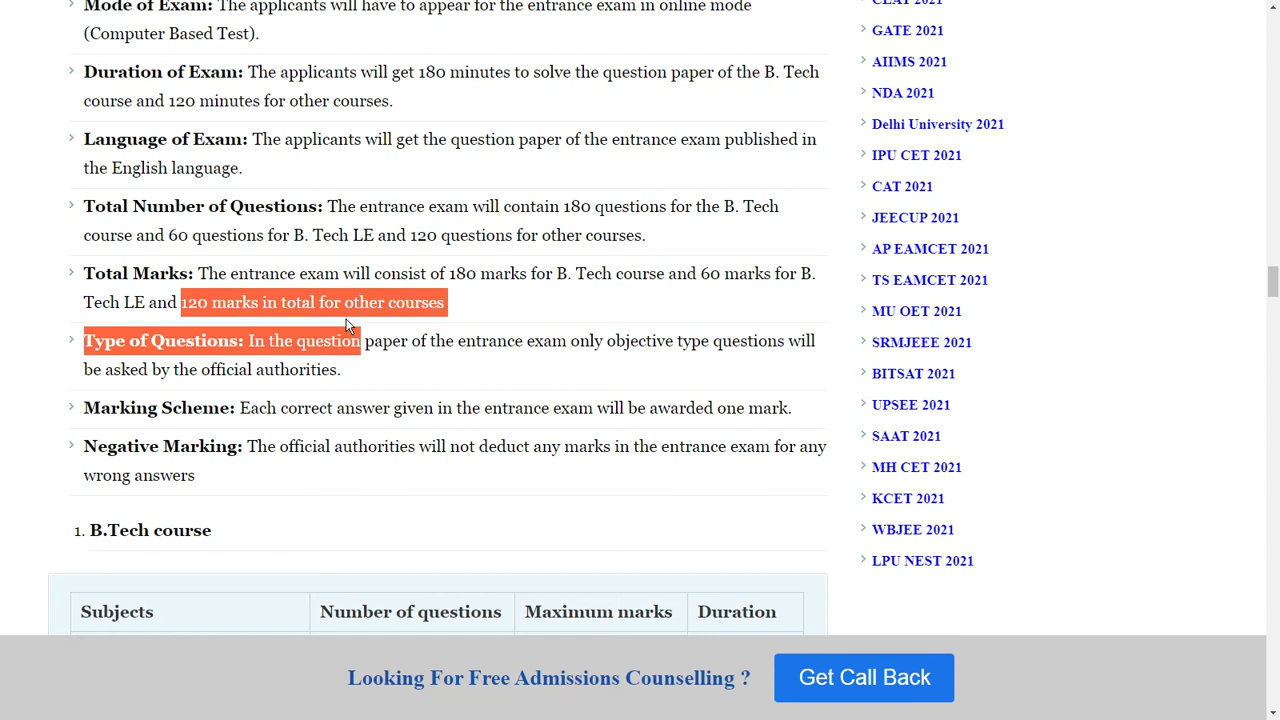 Mode of Exam: The applicants will have to appear for the entrance exam in online mode
(Computer Based Test).
Duration of Exam: The applicants will get 180 minutes to solve the question paper of the B. Tech
course and 120 minutes for other courses.
Language of Exam: The applicants will get the question paper of the entrance exam published in
the English language.
Total Number of Questions: The entrance exam will contain 180 questions for the B. Tech
course and 60 questions for B. Tech LE and 120 questions for other courses.
Total Marks: The entrance exam will consist of 180 marks for B. Tech course and 60 marks for B.
Tech LE and 120 marks in total for other courses
Type of Questions: In the question paper of the entrance exam only objective type questions will
be asked by the official authorities.
Marking Scheme: Each correct answer given in the entrance exam will be awarded one mark.
Negative Marking: The official authorities will not deduct any marks in the entrance exam for any
wrong answers
1. B.Tech course
Subjects Number of questions Maximum marks Duration
CLAT 2021
GATE 2021
AIIMS 2021
NDA 2021
Delhi University 2021
IPU CET 2021
CAT 2021
JEECUP 2021
AP EAMCET 2021
TS EAMCET 2021
MU OET 2021
SRMJEEE 2021
BITSAT 2021
UPSEE 2021
SAAT 2021
MH CET 2021
KCET 2021
WBJEE 2021
LPU NEST 2021
Looking For Free Admissions Counselling ? Get Call Back